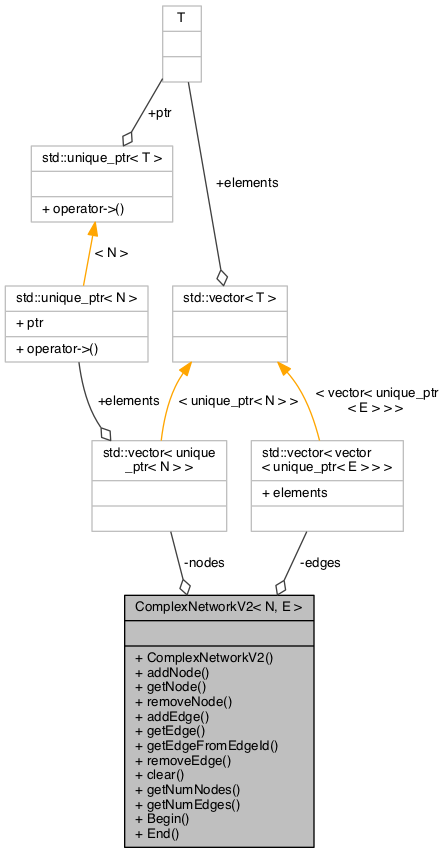 T
+ptr
std::unique_ptr< T >
+ operator->()
+elements
< N >
std::unique_ptr< N >
+ ptr
+ operator->()
std::vector< T >
+elements
< unique_ptr< N > >
< vector< unique_ptr
< E > > >
std::vector< unique
_ptr< N > >
std::vector< vector
< unique_ptr< E > > >
+ elements
-nodes
-edges
ComplexNetworkV2< N, E >
+ ComplexNetworkV2()
+ addNode()
+ getNode()
+ removeNode()
+ addEdge()
+ getEdge()
+ getEdgeFromEdgeId()
+ removeEdge()
+ clear()
+ getNumNodes()
+ getNumEdges()
+ Begin()
+ End()